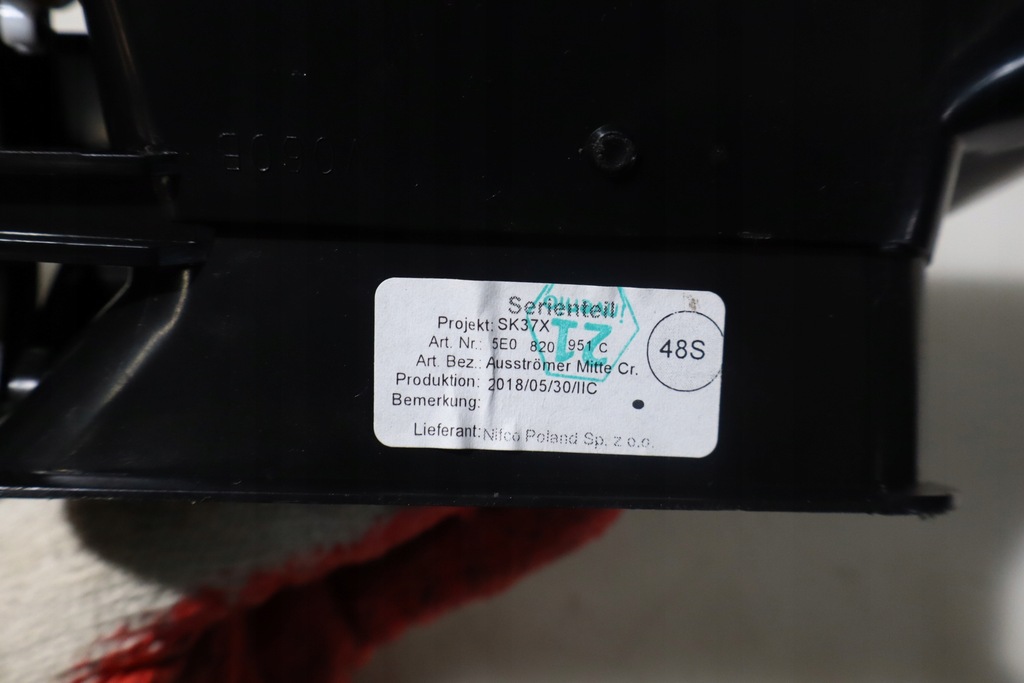 Serienteil
Projekt: SK37X
Art. Nr.: 5E0 820 951 C
Art. Bez.: Ausströmer Mitte Cr.
Produktion: 2018/05/30/IIC
Bemerkung:
Lieferant: Nifco Poland Sp. z o.o.
48S
21